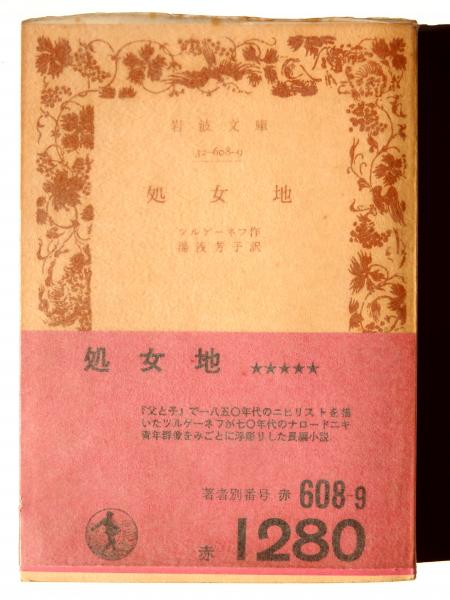 岩波文庫
32-608-9
処女地
ツルゲーネフ作
湯浅芳子訳
処女地 ★★★★★
『父と子』で一八五〇年代のニヒリストを描
いたツルゲーネフが七〇年代のナロードニキ
青年群像をみごとに浮彫りした長編小説.
著者別番号 赤 608-9
赤 1280